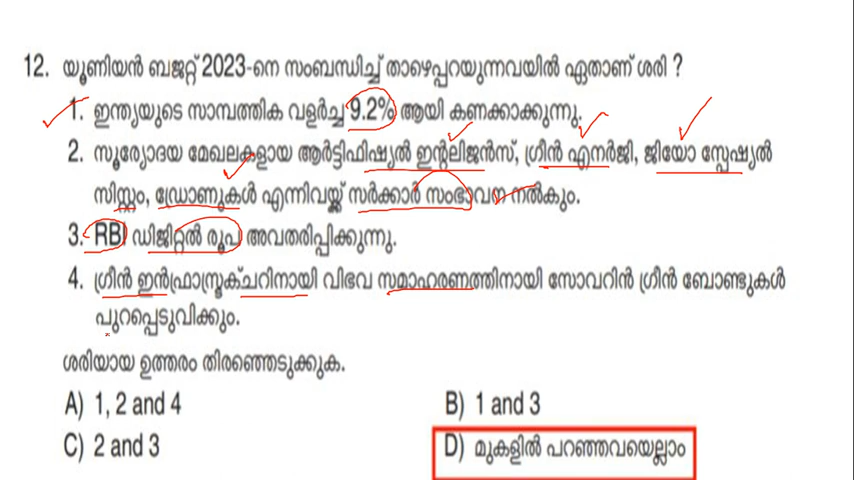 12. യൂണിയൻ ബജറ്റ് 2023-നെ സംബന്ധിച്ച് താഴെപ്പറയുന്നവയിൽ ഏതാണ് ശരി ?
1. ഇന്ത്യയുടെ സാമ്പത്തിക വളർച്ച 9.2% ആയി കണക്കാക്കുന്നു.
2. സൂര്യോദയ മേഖലകളായ ആർട്ടിഫിഷ്യൽ ഇന്റലിജൻസ്, ഗ്രീൻ എനർജി, ജിയോ സ്പേഷ്യൽ
സിസ്റ്റം, ഡ്രോണുകൾ എന്നിവയ്ക്ക് സർക്കാർ സംഭാവന നൽകും.
3. RBI ഡിജിറ്റൽ രൂപ അവതരിപ്പിക്കുന്നു.
4. ഗ്രീൻ ഇൻഫ്രാസ്ട്രക്ചറിനായി വിഭവ സമാഹരണത്തിനായി സോവറിൻ ഗ്രീൻ ബോണ്ടുകൾ
പുറപ്പെടുവിക്കും.
ശരിയായ ഉത്തരം തിരഞ്ഞെടുക്കുക.
A) 1, 2 and 4 B) 1 and 3
C) 2 and 3 D) മുകളിൽ പറഞ്ഞവയെല്ലാം